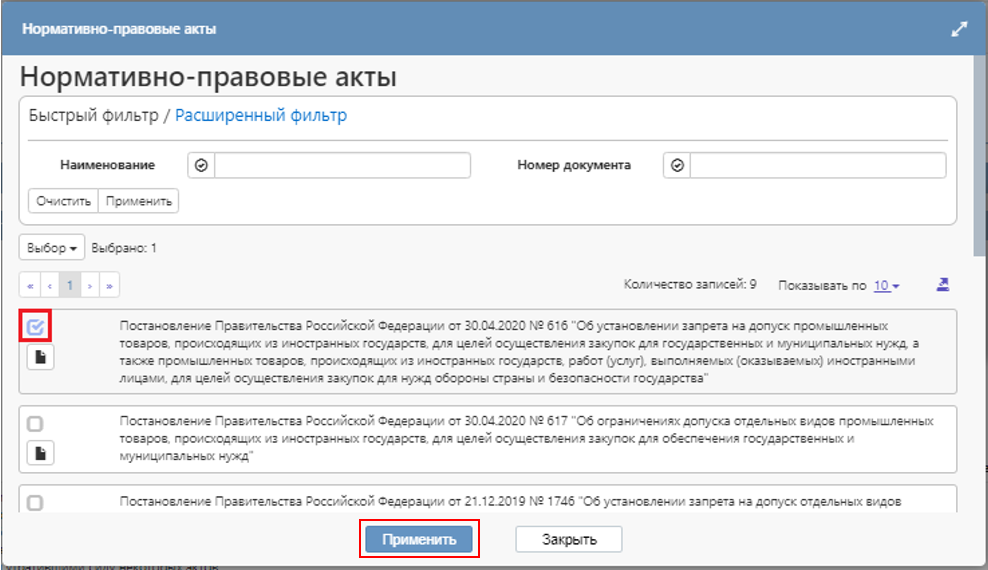 Нормативно-правовые акты
Нормативно-правовые акты
Быстрый фильтр / Расширенный фильтр
Наименование Номер документа
Очистить Применить
Выбор Выбрано: 1
« ‹ 1 › » Количество записей: 9 Показывать по 10
Постановление Правительства Российской Федерации от 30.04.2020 № 616 "Об установлении запрета на допуск промышленных
товаров, происходящих из иностранных государств, для целей осуществления закупок для государственных и муниципальных нужд, а
также промышленных товаров, происходящих из иностранных государств, работ (услуг), выполняемых (оказываемых) иностранными
лицами, для целей осуществления закупок для нужд обороны страны и безопасности государства"
Постановление Правительства Российской Федерации от 30.04.2020 № 617 "Об ограничениях допуска отдельных видов промышленных
товаров, происходящих из иностранных государств, для целей осуществления закупок для обеспечения государственных и
муниципальных нужд"
Постановление Правительства Российской Федерации от 21.12.2019 № 1746 "Об установлении запрета на допуск отдельных видов
Применить Закрыть